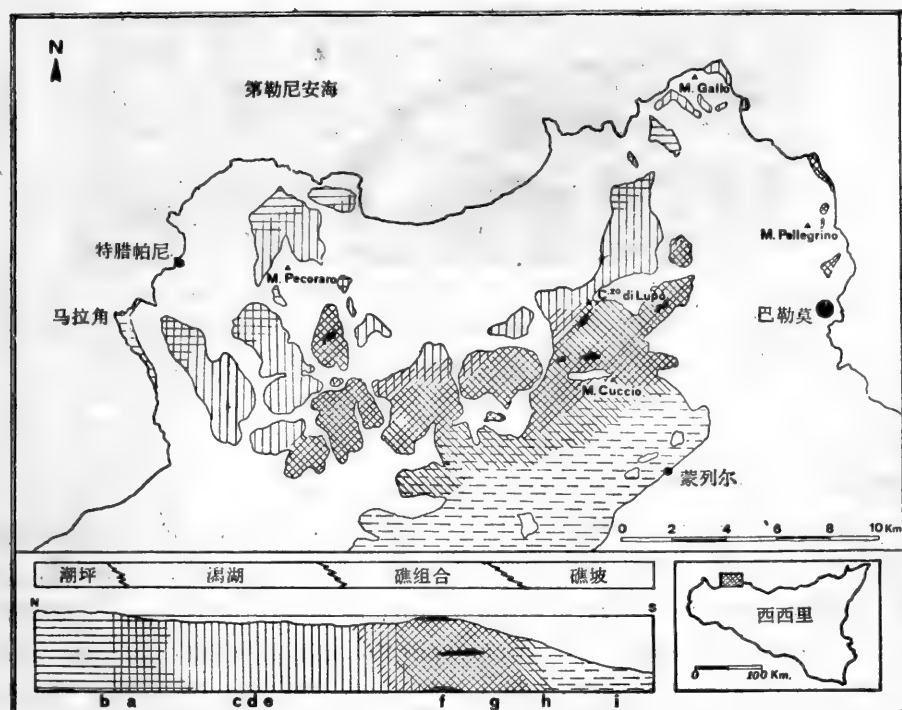 N
第勒尼安海
M. Gallo
特腊帕尼
M. Pecoraro
M. Pellegrino
马拉角
C.zo di Lupo
巴勒莫
M. Cuccio
蒙列尔
0 2 4 6 8 10 Km
潮坪 潟湖 礁组合 礁坡
N S
西西里
0 100 Km.
b a c d e f g h i